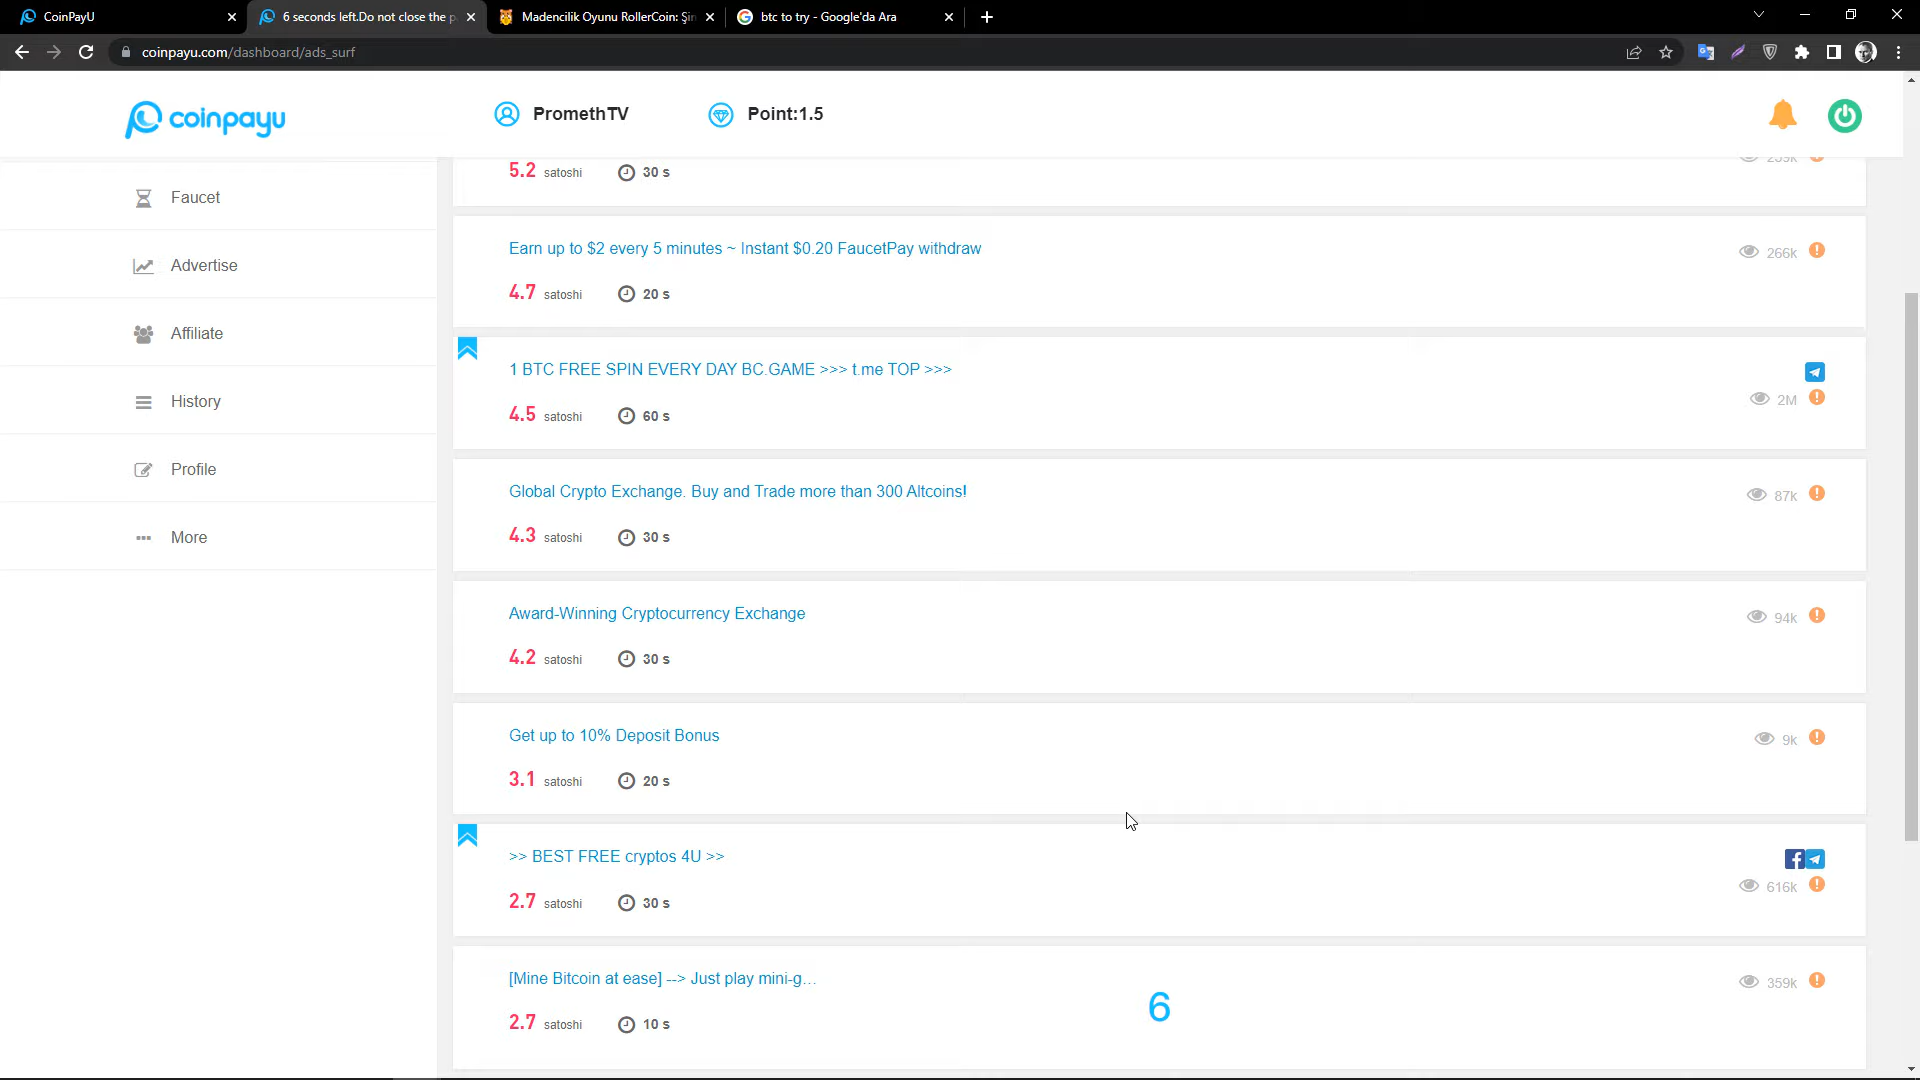 CoinPayU
6 seconds left.Do not close the p
Madencilik Oyunu RollerCoin: Şin
btc to try - Google'da Ara
coinpayu.com/dashboard/ads_surf
coinpayu
PromethTV
Point:1.5
Faucet
Advertise
Affiliate
History
Profile
More
5.2 satoshi 30 s
Earn up to $2 every 5 minutes ~ Instant $0.20 FaucetPay withdraw
266k
4.7 satoshi 20 s
1 BTC FREE SPIN EVERY DAY BC.GAME >>> t.me TOP >>>
2M
4.5 satoshi 60 s
Global Crypto Exchange. Buy and Trade more than 300 Altcoins!
87k
4.3 satoshi 30 s
Award-Winning Cryptocurrency Exchange
94k
4.2 satoshi 30 s
Get up to 10% Deposit Bonus
9k
3.1 satoshi 20 s
>> BEST FREE cryptos 4U >>
616k
2.7 satoshi 30 s
[Mine Bitcoin at ease] --> Just play mini-g...
359k
6
2.7 satoshi 10 s